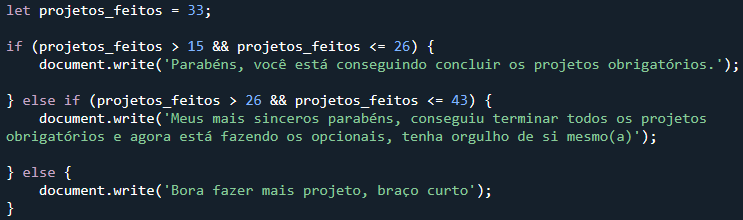 let projetos_feitos = 33;
if (projetos_feitos > 15 && projetos_feitos <= 26) {
document.write('Parabéns, você está conseguindo concluir os projetos obrigatórios.');
} else if (projetos_feitos > 26 && projetos_feitos <= 43) {
document.write('Meus mais sinceros parabéns, conseguiu terminar todos os projetos
obrigatórios e agora está fazendo os opcionais, tenha orgulho de si mesmo(a)');
} else {
document.write('Bora fazer mais projeto, braço curto');
}